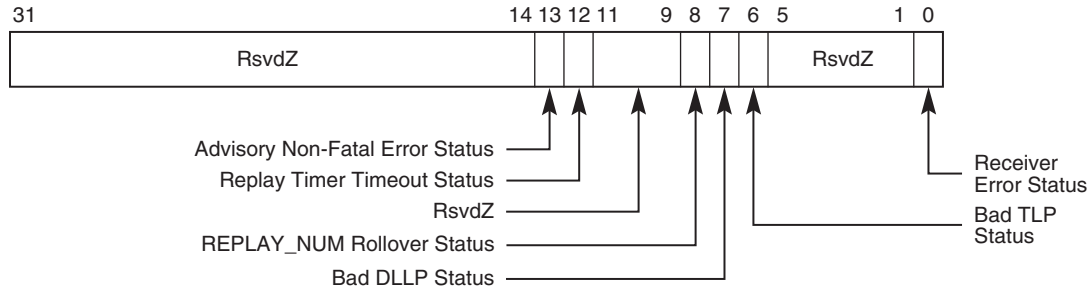 31 14 13 12 11 9 8 7 6 5 1 0
RsvdZ RsvdZ
Advisory Non-Fatal Error Status
Replay Timer Timeout Status
RsvdZ
REPLAY_NUM Rollover Status
Bad DLLP Status
Receiver
Error Status
Bad TLP
Status